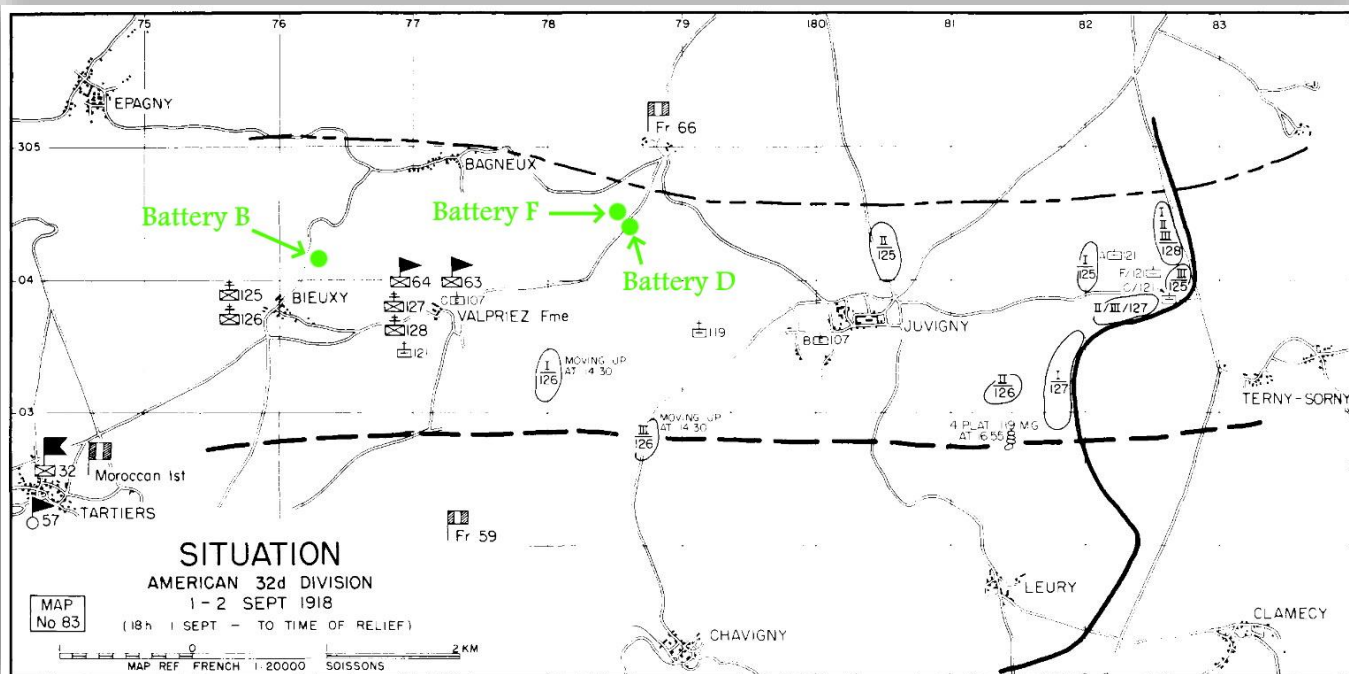 75 76 77 78 79 180 81 82 83
EPAGNY
Fr 66
305
BAGNEUX
Battery B
Battery F
Battery D
II
125
I
II
III
128
A 121
I
125
F/121
C/121
III
125
04
64
63
125
126
BIEUXY
127
128
121
C 107
VALPRIEZ Fme
II/III/127
119
B 107
JUVIGNY
I
126
MOVING UP
AT 14 30
II
126
I
127
TERNY-SORNY
03
III
126
MOVING UP
AT 14 30
4 PLAT 119 MG
AT 16 55
32
Moroccan 1st
TARTIERS
57
Fr 59
SITUATION
AMERICAN 32d DIVISION
1-2 SEPT 1918
(18h 1 SEPT - TO TIME OF RELIEF)
MAP
No 83
1 0 1 2 KM
MAP REF FRENCH 1:20000 SOISSONS
CHAVIGNY
LEURY
CLAMECY